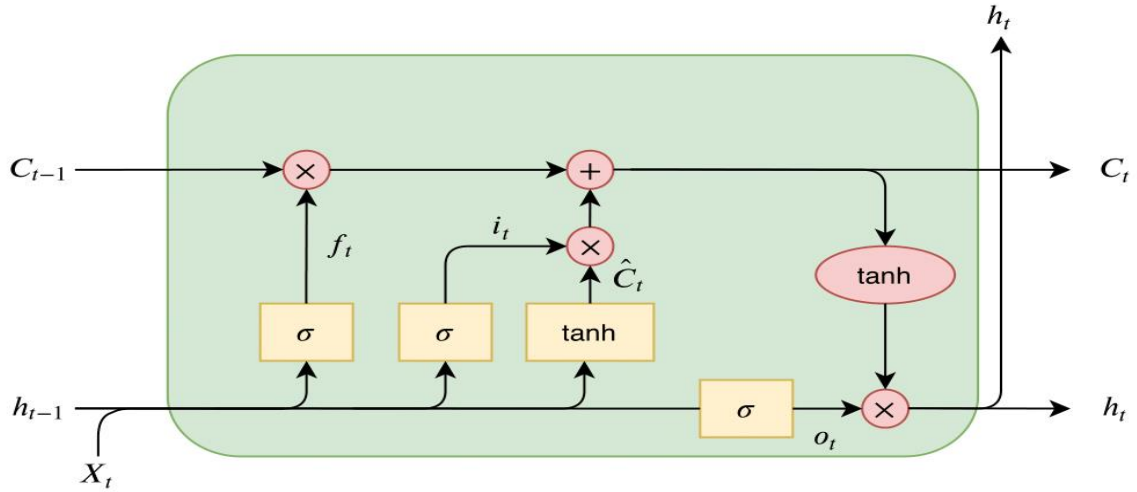 h_t
C_{t-1} × + C_t
f_t i_t ×
Ĉ_t tanh
σ σ tanh
h_{t-1} σ × h_t
o_t
X_t